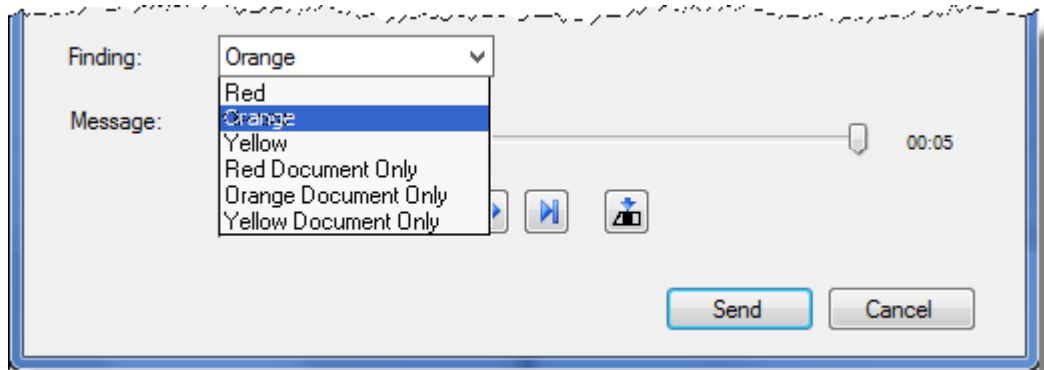 Finding:
Orange
Red
Orange
Message:
Yellow
00:05
Red Document Only
Orange Document Only
Yellow Document Only
Send
Cancel